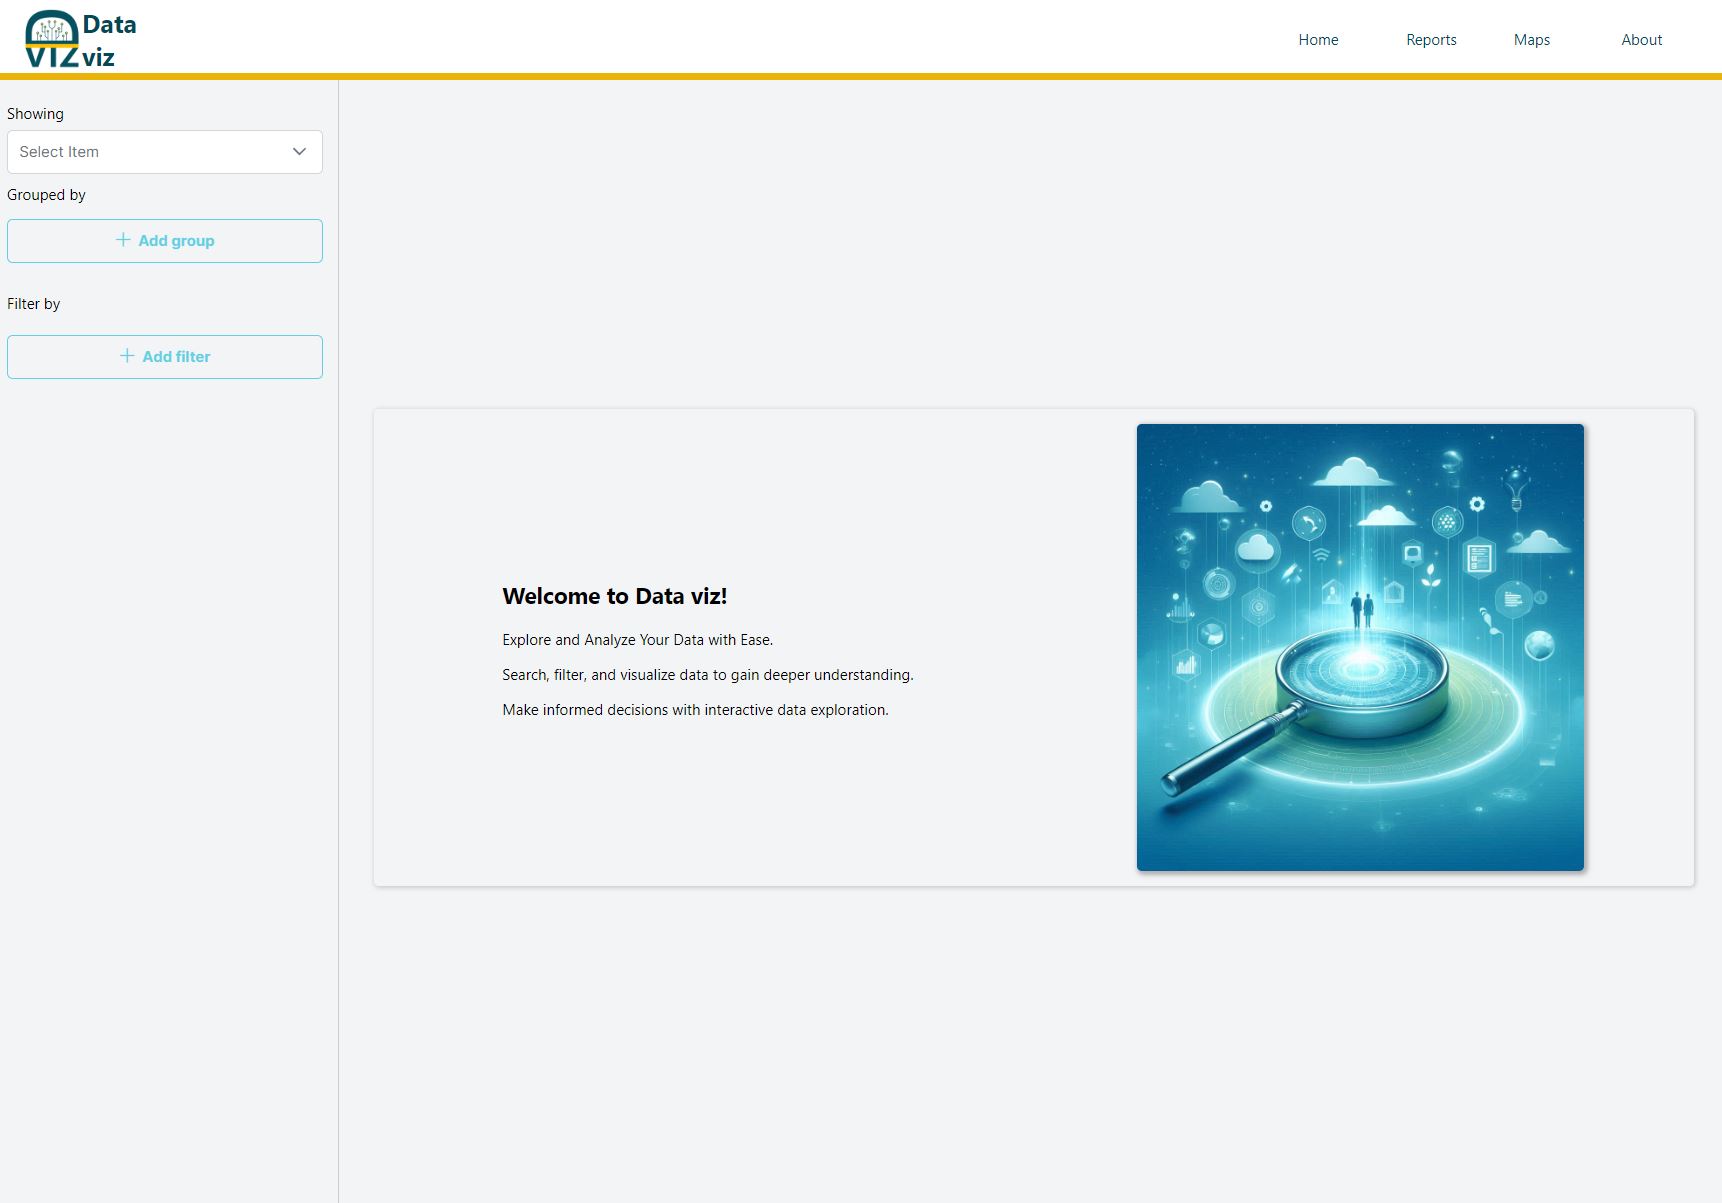 VIZ
Data
viz
Home
Reports
Maps
About
Showing
Select Item
Grouped by
Add group
Filter by
Add filter
Welcome to Data viz!
Explore and Analyze Your Data with Ease.
Search, filter, and visualize data to gain deeper understanding.
Make informed decisions with interactive data exploration.